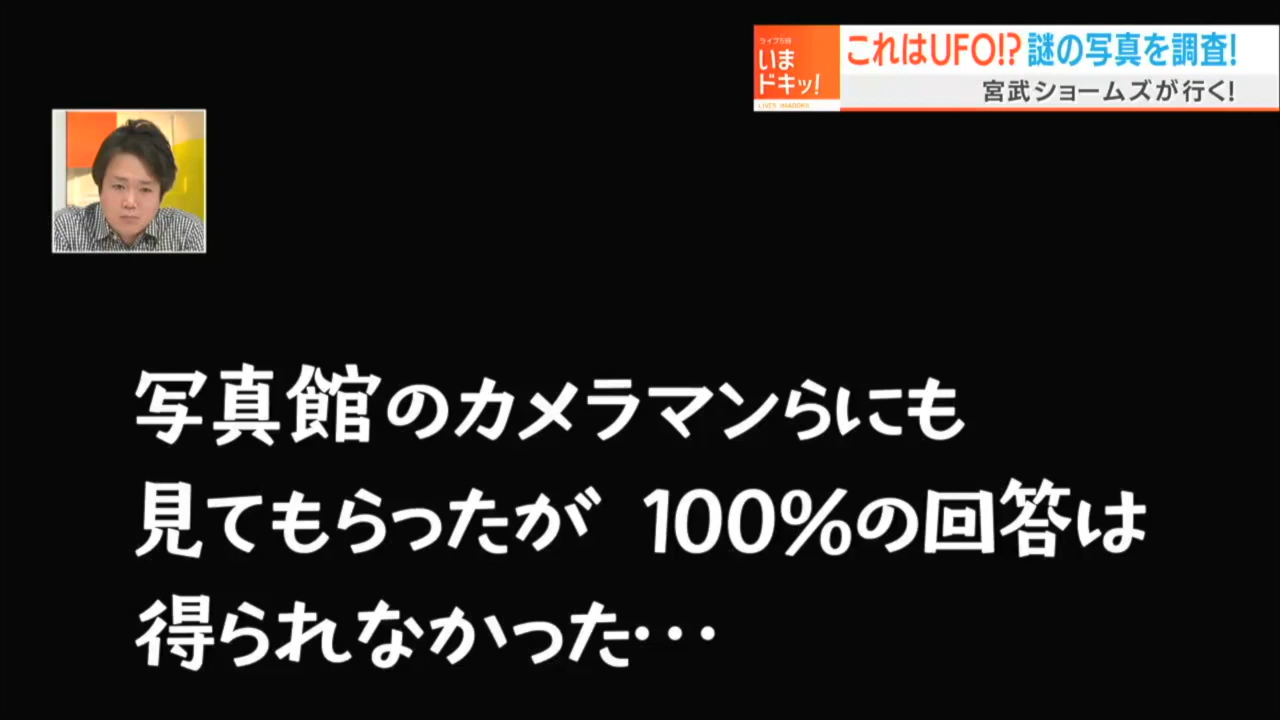 ライブ5時
いま
ドキッ!
これはUFO!?謎の写真を調査!
宮武ショームズが行く!
写真館のカメラマンらにも
見てもらったが 100%の回答は
得られなかった…